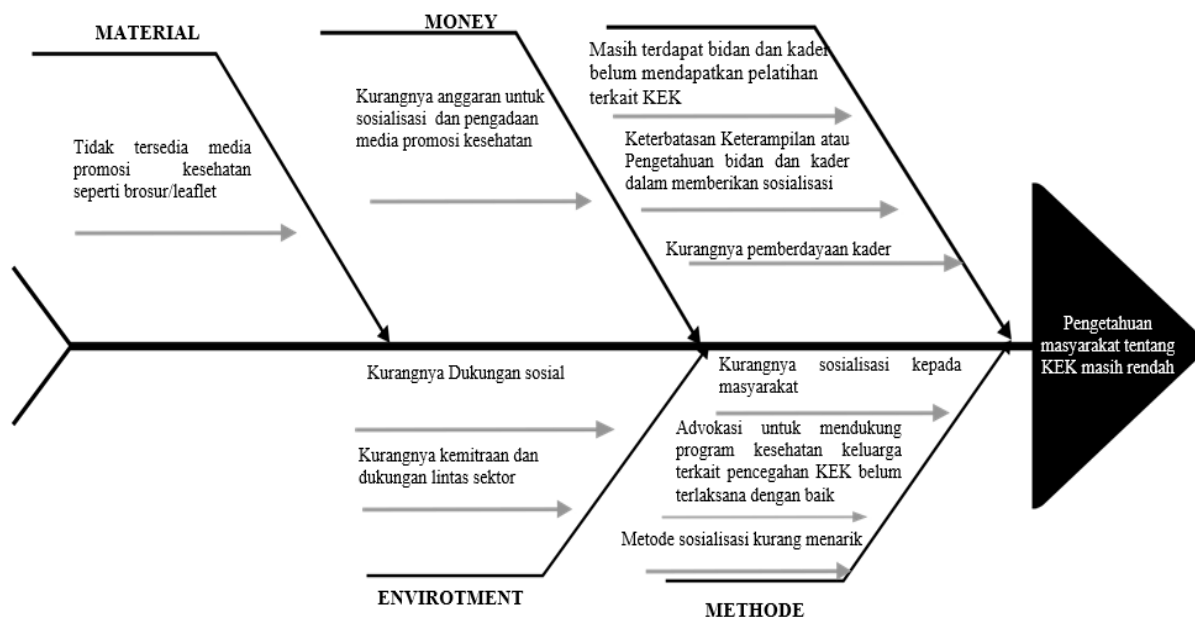 MATERIAL
Tidak tersedia media
promosi kesehatan
seperti brosur/leaflet
MONEY
Kurangnya anggaran untuk
sosialisasi dan pengadaan
media promosi kesehatan
Masih terdapat bidan dan kader
belum mendapatkan pelatihan
terkait KEK
Keterbatasan Keterampilan atau
Pengetahuan bidan dan kader
dalam memberikan sosialisasi
Kurangnya pemberdayaan kader
Pengetahuan
masyarakat tentang
KEK masih rendah
Kurangnya Dukungan sosial
Kurangnya kemitraan dan
dukungan lintas sektor
ENVIROTMENT
Kurangnya sosialisasi kepada
masyarakat
Advokasi untuk mendukung
program kesehatan keluarga
terkait pencegahan KEK belum
terlaksana dengan baik
Metode sosialisasi kurang menarik
METHODE